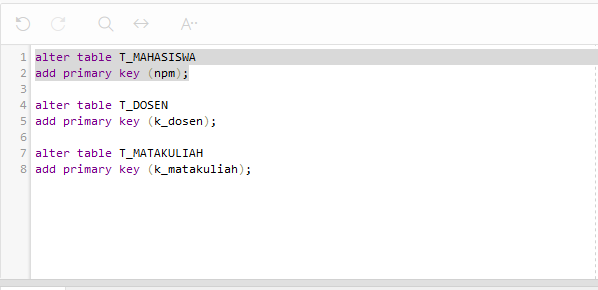 A
1 alter table T_MAHASISWA
2 add primary key (npm);
3
4 alter table T_DOSEN
5 add primary key (k_dosen);
6
7 alter table T_MATAKULIAH
8 add primary key (k_matakuliah);